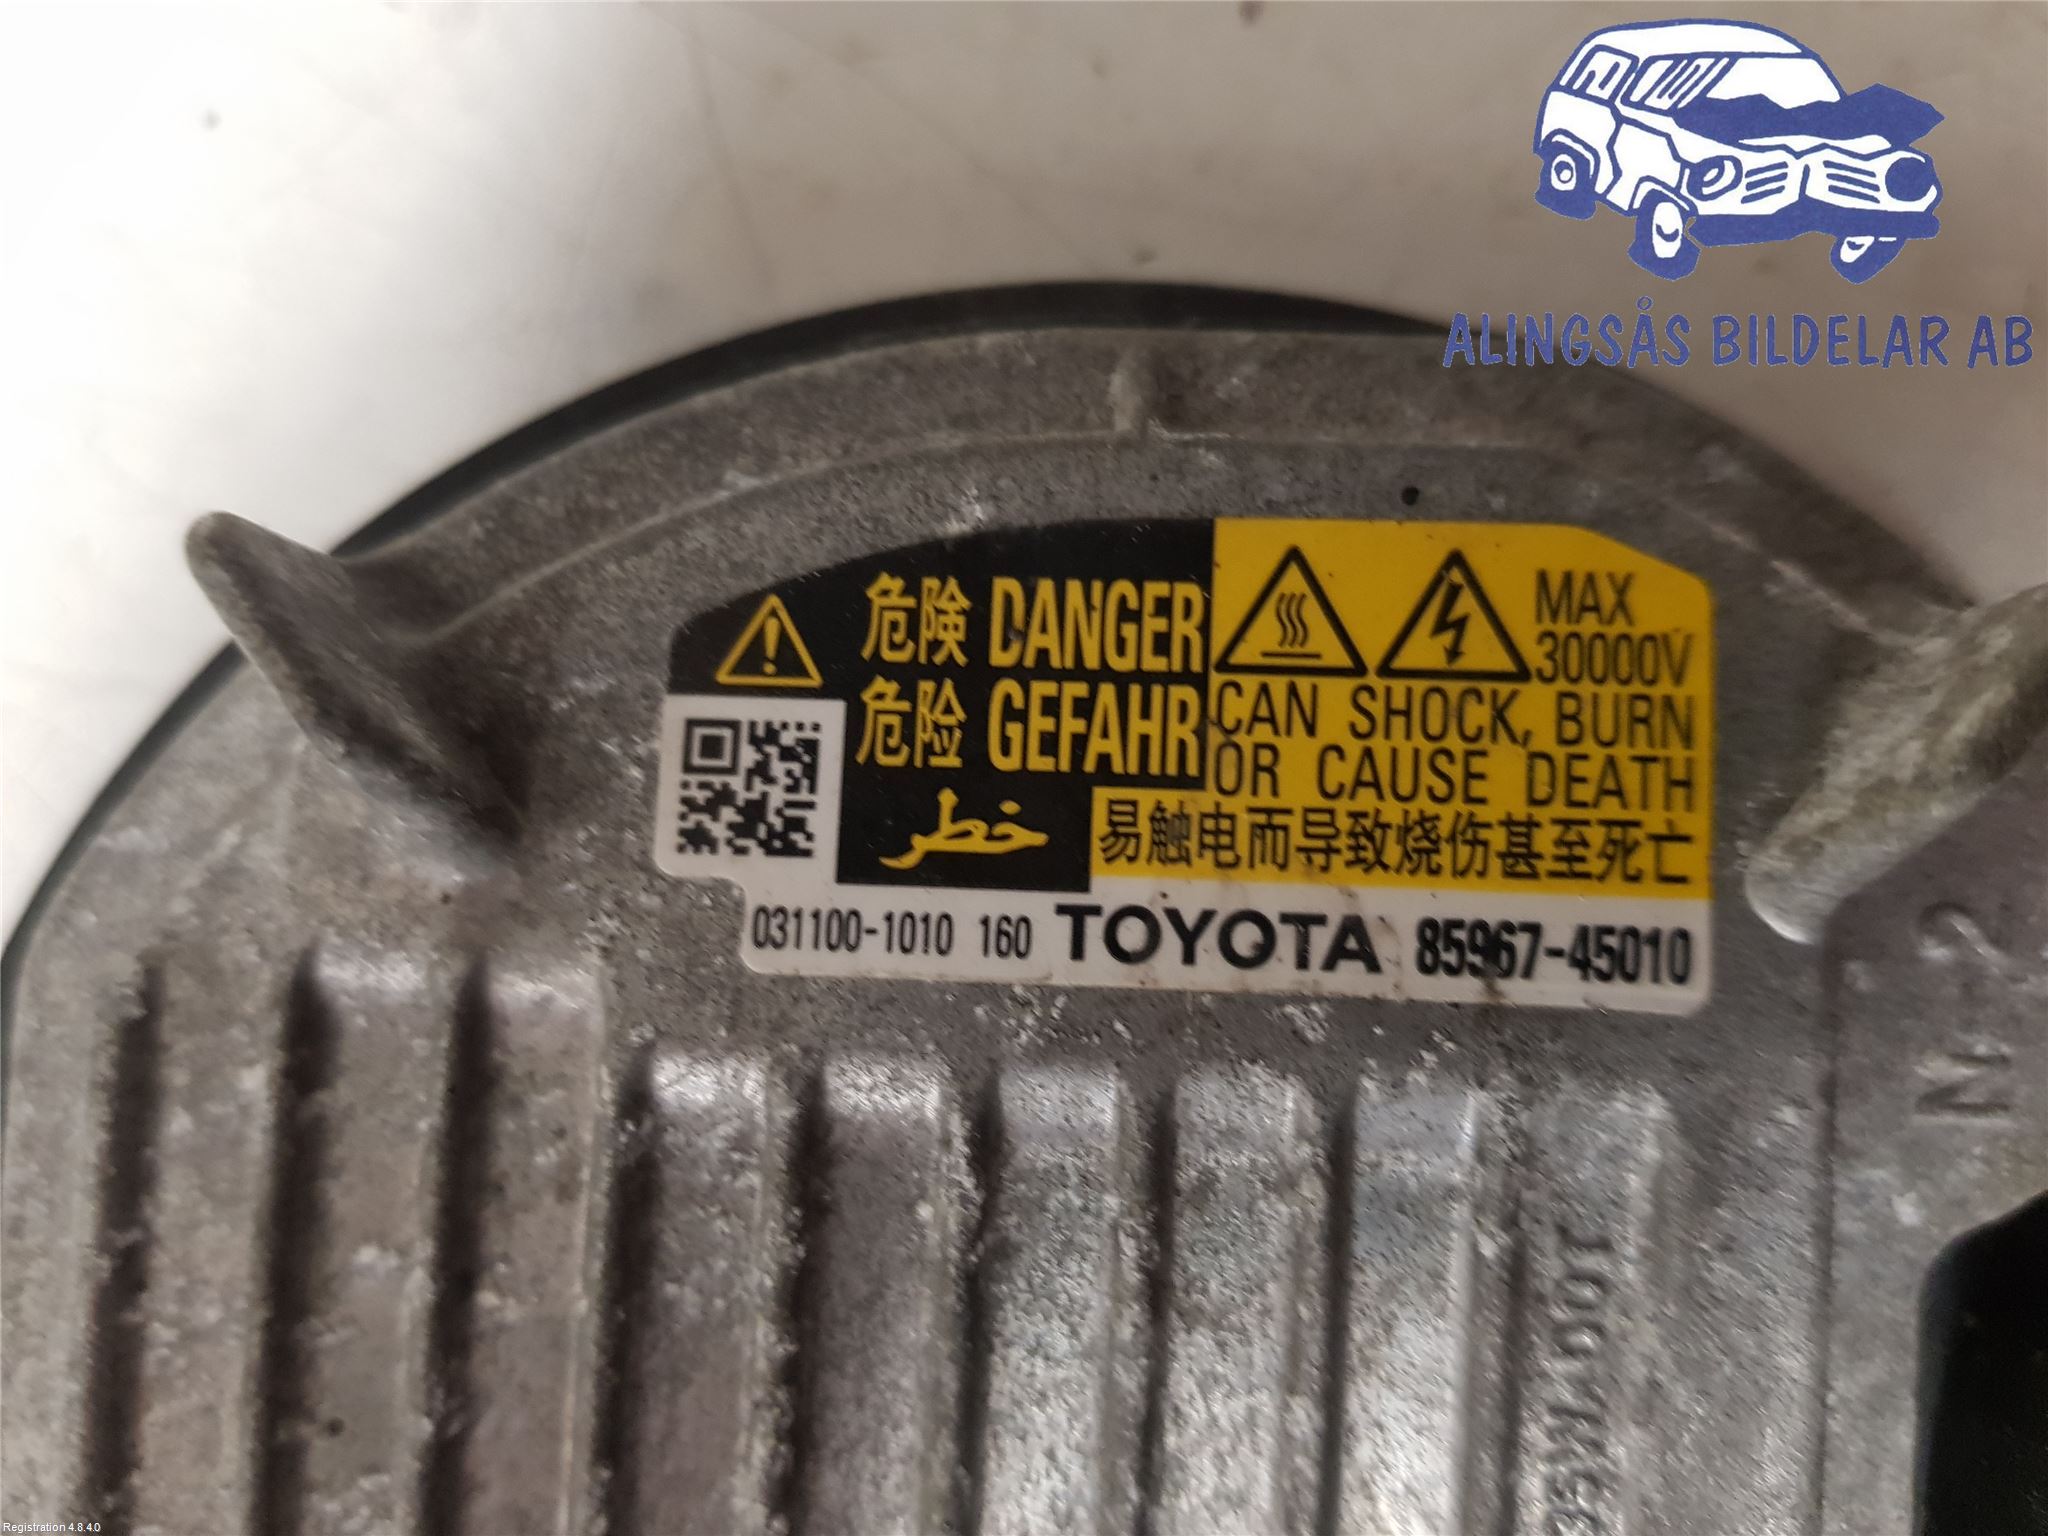 ALINGSÅS BILDELAR AB
危険 DANGER
危险 GEFAHR
خطر
MAX
30000V
CAN SHOCK, BURN
OR CAUSE DEATH
易触电而导致烧伤甚至死亡
031100-1010 160 TOYOTA 85967-45010
N-2
Registration 4.8.4.0